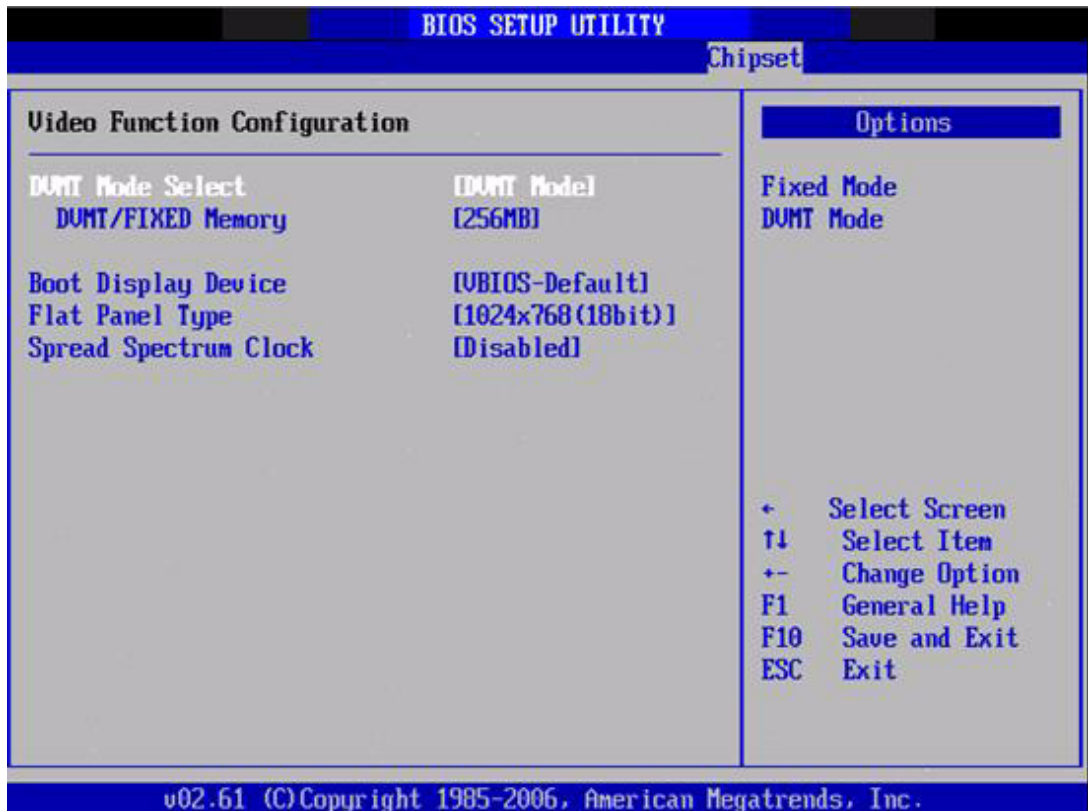 BIOS SETUP UTILITY
Chipset
Video Function Configuration
DVMT Mode Select [DVMT Mode]
DVMT/FIXED Memory [256MB]
Boot Display Device [VBIOS-Default]
Flat Panel Type [1024x768(18bit)]
Spread Spectrum Clock [Disabled]
Options
Fixed Mode
DVMT Mode
← Select Screen
↑↓ Select Item
+- Change Option
F1 General Help
F10 Save and Exit
ESC Exit
v02.61 (C)Copyright 1985-2006, American Megatrends, Inc.